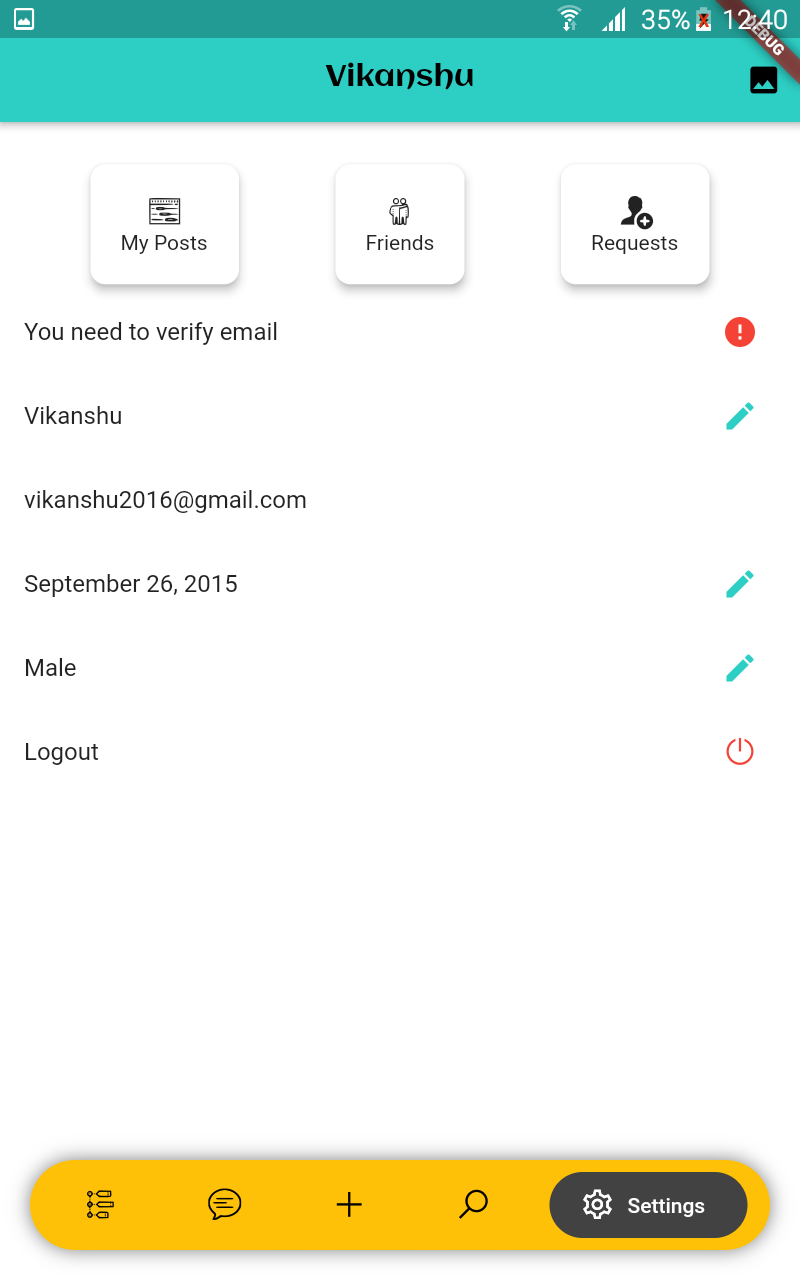 35% 12:40
DEBUG
Vikanshu
My Posts Friends Requests
You need to verify email
Vikanshu
vikanshu2016@gmail.com
September 26, 2015
Male
Logout
Settings